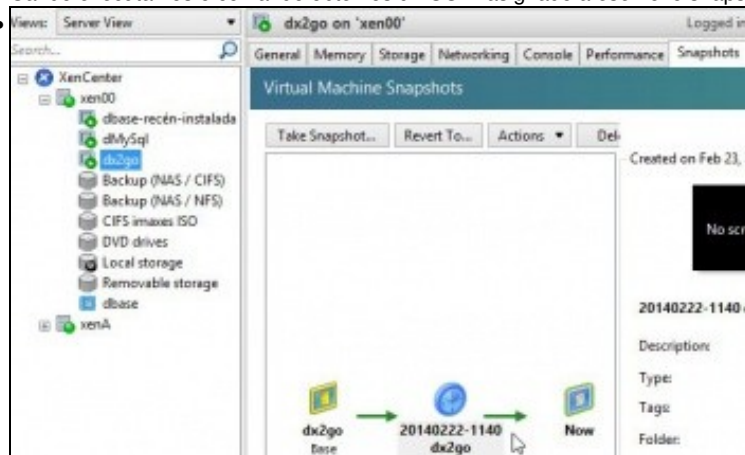 Views: Server View
Search...
XenCenter
xen00
dbase-recén-instalada
dMySql
dx2go
Backup (NAS / CIFS)
Backup (NAS / NFS)
CIFS imaxes ISO
DVD drives
Local storage
Removable storage
dbase
xenA
dx2go on 'xen00'
Logged in
General Memory Storage Networking Console Performance Snapshots
Virtual Machine Snapshots
Take Snapshot... Revert To... Actions Del
Created on Feb 23,
No scr
20140222-1140
Description:
Type:
Tags:
Folder:
dx2go
Base
20140222-1140
dx2go
Now